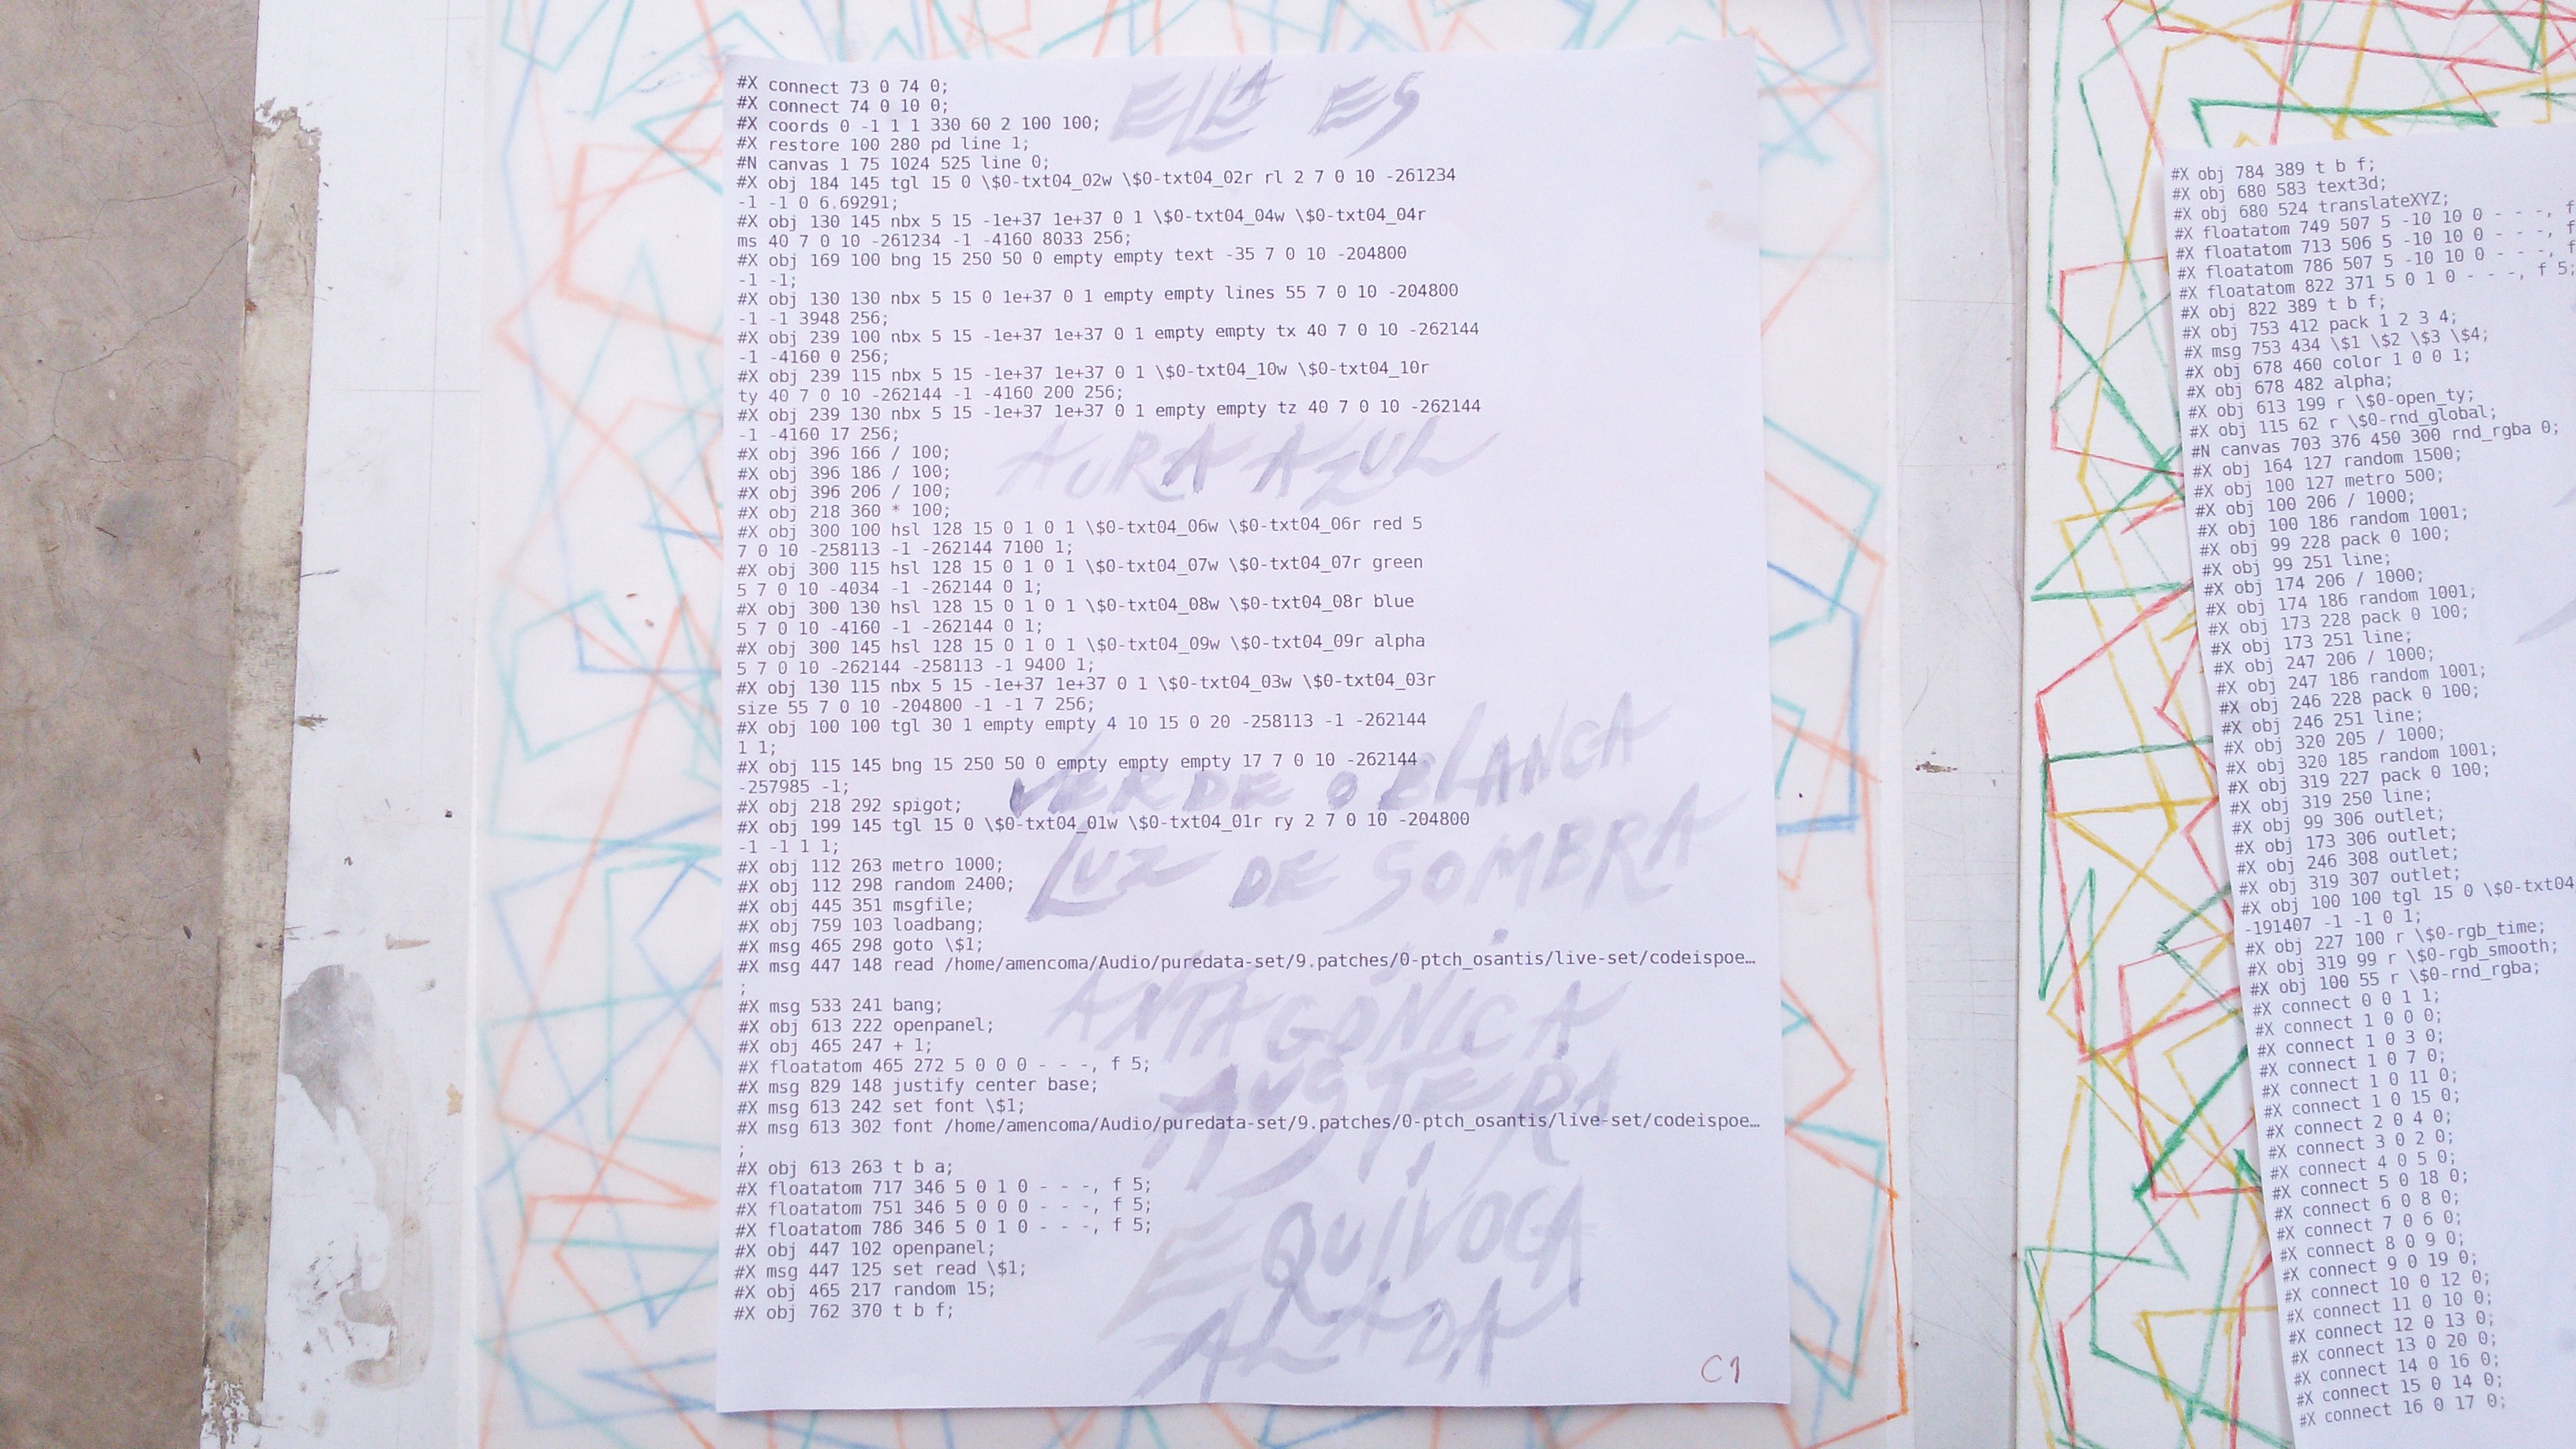 #X connect 73 0 74 0;
#X connect 74 0 10 0;
#X coords 0 -1 1 1 330 60 2 100 100;
#X restore 100 280 pd line 1;
#N canvas 1 75 1024 525 line 0;
#X obj 184 145 tgl 15 0 \$0-txt04_02w \$0-txt04_02r rl 2 7 0 10 -261234
-1 -1 0 6.69291;
#X obj 130 145 nbx 5 15 -1e+37 1e+37 0 1 \$0-txt04_04w \$0-txt04_04r
ms 40 7 0 10 -261234 -1 -4160 8033 256;
#X obj 169 100 bng 15 250 50 0 empty empty text -35 7 0 10 -204800
-1 -1;
#X obj 130 130 nbx 5 15 0 1e+37 0 1 empty empty lines 55 7 0 10 -204800
-1 -1 3948 256;
#X obj 239 100 nbx 5 15 -1e+37 1e+37 0 1 empty empty tx 40 7 0 10 -262144
-1 -4160 0 256;
#X obj 239 115 nbx 5 15 -1e+37 1e+37 0 1 \$0-txt04_10w \$0-txt04_10r
ty 40 7 0 10 -262144 -1 -4160 200 256;
#X obj 239 130 nbx 5 15 -1e+37 1e+37 0 1 empty empty tz 40 7 0 10 -262144
-1 -4160 17 256;
#X obj 396 166 / 100;
#X obj 396 186 / 100;
#X obj 396 206 / 100;
#X obj 218 360 * 100;
#X obj 300 100 hsl 128 15 0 1 0 1 \$0-txt04_06w \$0-txt04_06r red 5
7 0 10 -258113 -1 -262144 7100 1;
#X obj 300 115 hsl 128 15 0 1 0 1 \$0-txt04_07w \$0-txt04_07r green
5 7 0 10 -4034 -1 -262144 0 1;
#X obj 300 130 hsl 128 15 0 1 0 1 \$0-txt04_08w \$0-txt04_08r blue
5 7 0 10 -4160 -1 -262144 0 1;
#X obj 300 145 hsl 128 15 0 1 0 1 \$0-txt04_09w \$0-txt04_09r alpha
5 7 0 10 -262144 -258113 -1 9400 1;
#X obj 130 115 nbx 5 15 -1e+37 1e+37 0 1 \$0-txt04_03w \$0-txt04_03r
size 55 7 0 10 -204800 -1 -1 7 256;
#X obj 100 100 tgl 30 1 empty empty 4 10 15 0 20 -258113 -1 -262144
1 1;
#X obj 115 145 bng 15 250 50 0 empty empty empty 17 7 0 10 -262144
-257985 -1;
#X obj 218 292 spigot;
#X obj 199 145 tgl 15 0 \$0-txt04_01w \$0-txt04_01r ry 2 7 0 10 -204800
-1 -1 1 1;
#X obj 112 263 metro 1000;
#X obj 112 298 random 2400;
#X obj 445 351 msgfile;
#X obj 759 103 loadbang;
#X msg 465 298 goto \$1;
#X msg 447 148 read /home/amencoma/Audio/puredata-set/9.patches/0-ptch_osantis/live-set/codeispoe…
;
#X msg 533 241 bang;
#X obj 613 222 openpanel;
#X obj 465 247 + 1;
#X floatatom 465 272 5 0 0 0 - - -, f 5;
#X msg 829 148 justify center base;
#X msg 613 242 set font \$1;
#X msg 613 302 font /home/amencoma/Audio/puredata-set/9.patches/0-ptch_osantis/live-set/codeispoe…
;
#X obj 613 263 t b a;
#X floatatom 717 346 5 0 1 0 - - -, f 5;
#X floatatom 751 346 5 0 0 0 - - -, f 5;
#X floatatom 786 346 5 0 1 0 - - -, f 5;
#X obj 447 102 openpanel;
#X msg 447 125 set read \$1;
#X obj 465 217 random 15;
#X obj 762 370 t b f;
ELLA ES
AURA AZUL
VERDE O BLANCA
LUZ DE SOMBRA
ANTAGÓNICA
AUSTERA
EQUIVOCA
ALADA
C1
#X obj 784 389 t b f;
#X obj 680 583 text3d;
#X obj 680 524 translateXYZ;
#X floatatom 749 507 5 -10 10 0 - - -, f
#X floatatom 713 506 5 -10 10 0 - - -, f
#X floatatom 786 507 5 -10 10 0 - - -, f
#X floatatom 822 371 5 0 1 0 - - -, f 5;
#X obj 822 389 t b f;
#X obj 753 412 pack 1 2 3 4;
#X msg 753 434 \$1 \$2 \$3 \$4;
#X obj 678 460 color 1 0 0 1;
#X obj 678 482 alpha;
#X obj 613 199 r \$0-open_ty;
#X obj 115 62 r \$0-rnd_global;
#N canvas 703 376 450 300 rnd_rgba 0;
#X obj 164 127 random 1500;
#X obj 100 127 metro 500;
#X obj 100 206 / 1000;
#X obj 100 186 random 1001;
#X obj 99 228 pack 0 100;
#X obj 99 251 line;
#X obj 174 206 / 1000;
#X obj 174 186 random 1001;
#X obj 173 228 pack 0 100;
#X obj 173 251 line;
#X obj 247 206 / 1000;
#X obj 247 186 random 1001;
#X obj 246 228 pack 0 100;
#X obj 246 251 line;
#X obj 320 205 / 1000;
#X obj 320 185 random 1001;
#X obj 319 227 pack 0 100;
#X obj 319 250 line;
#X obj 99 306 outlet;
#X obj 173 306 outlet;
#X obj 246 308 outlet;
#X obj 319 307 outlet;
#X obj 100 100 tgl 15 0 \$0-txt04
-191407 -1 -1 0 1;
#X obj 227 100 r \$0-rgb_time;
#X obj 319 99 r \$0-rgb_smooth;
#X obj 100 55 r \$0-rnd_rgba;
#X connect 0 0 1 1;
#X connect 1 0 0 0;
#X connect 1 0 3 0;
#X connect 1 0 7 0;
#X connect 1 0 11 0;
#X connect 1 0 15 0;
#X connect 2 0 4 0;
#X connect 3 0 2 0;
#X connect 4 0 5 0;
#X connect 5 0 18 0;
#X connect 6 0 8 0;
#X connect 7 0 6 0;
#X connect 8 0 9 0;
#X connect 9 0 19 0;
#X connect 10 0 12 0;
#X connect 11 0 10 0;
#X connect 12 0 13 0;
#X connect 13 0 20 0;
#X connect 14 0 16 0;
#X connect 15 0 14 0;
#X connect 16 0 17 0;